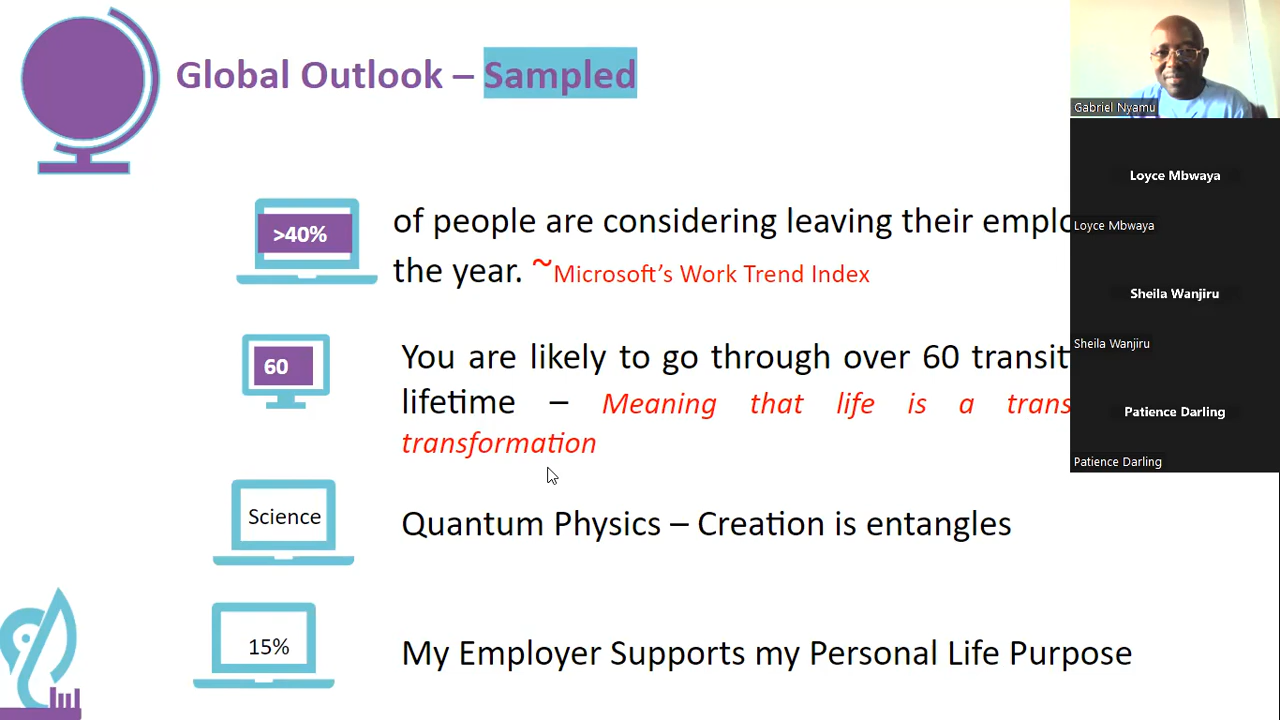 Global Outlook – Sampled
>40%
of people are considering leaving their emplo
the year. ~Microsoft's Work Trend Index
60
You are likely to go through over 60 transit
lifetime – Meaning that life is a trans
transformation
Science
Quantum Physics – Creation is entangles
15%
My Employer Supports my Personal Life Purpose
Gabriel Nyamu
Loyce Mbwaya
Loyce Mbwaya
Sheila Wanjiru
Sheila Wanjiru
Patience Darling
Patience Darling